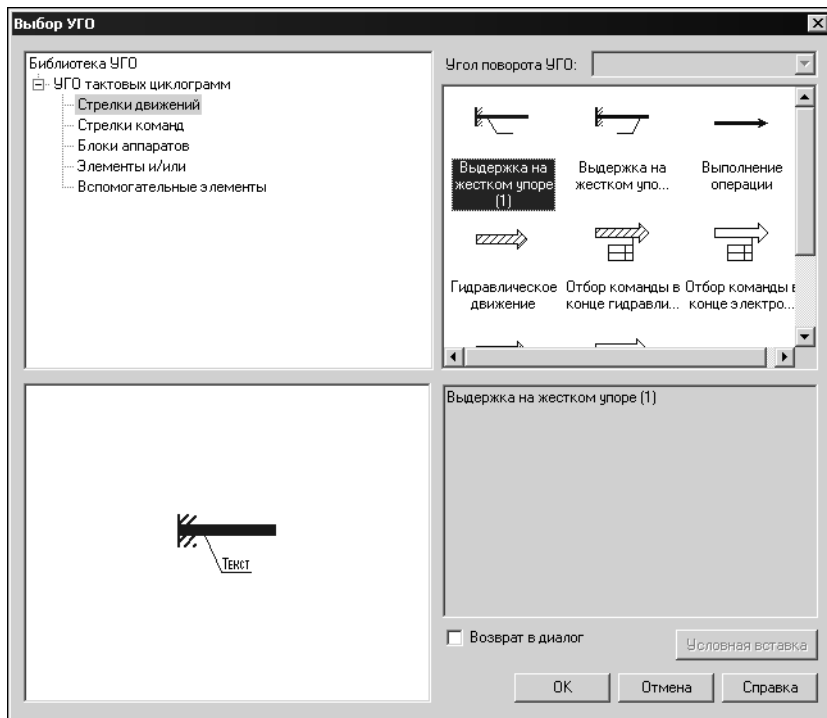 Выбор УГО
Библиотека УГО
УГО тактовых циклограмм
Стрелки движений
Стрелки команд
Блоки аппаратов
Элементы и/или
Вспомогательные элементы
Угол поворота УГО:
Выдержка на
жестком упоре
(1)
Выдержка на
жестком упо...
Выполнение
операции
Гидравлическое
движение
Отбор команды в
конце гидравли...
Отбор команды в
конце электро...
Текст
Выдержка на жестком упоре (1)
Возврат в диалог
Условная вставка
OK
Отмена
Справка